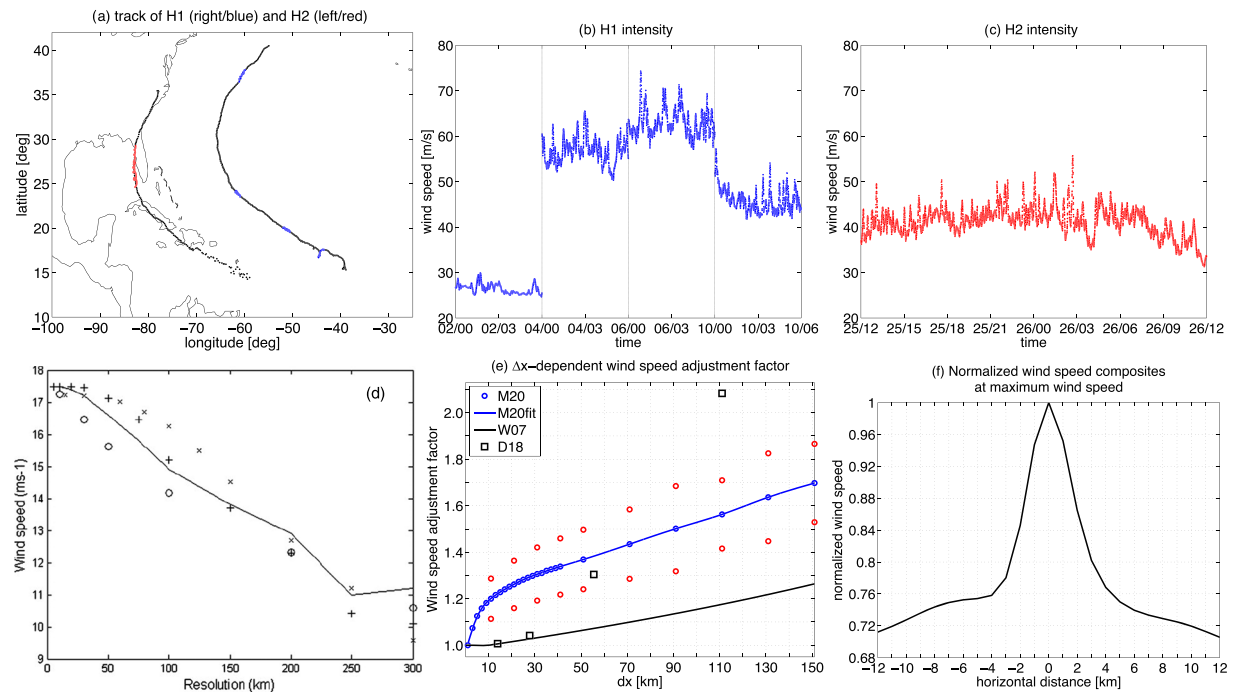 (a) track of H1 (right/blue) and H2 (left/red)
latitude [deg]
40
35
30
25
20
15
10
−100 −90 −80 −70 −60 −50 −40 −30
longitude [deg]
(b) H1 intensity
wind speed [m/s]
80
70
60
50
40
30
20
02/00 02/03 04/00 04/03 06/00 06/03 10/00 10/03 10/06
time
(c) H2 intensity
wind speed [m/s]
80
70
60
50
40
30
20
25/12 25/15 25/18 25/21 26/00 26/03 26/06 26/09 26/12
time
(d)
Wind speed (ms-1)
18
17
16
15
14
13
12
11
10
9
0 50 100 150 200 250 300
Resolution (km)
(e) Δx−dependent wind speed adjustment factor
Wind speed adjustment factor
M20
M20fit
W07
D18
2.0
1.8
1.6
1.4
1.2
1.0
10 30 50 70 90 110 130 150
dx [km]
(f) Normalized wind speed composites
at maximum wind speed
normalized wind speed
1
0.96
0.92
0.88
0.84
0.8
0.76
0.72
0.68
−12 −10 −8 −6 −4 −2 0 2 4 6 8 10 12
horizontal distance [km]